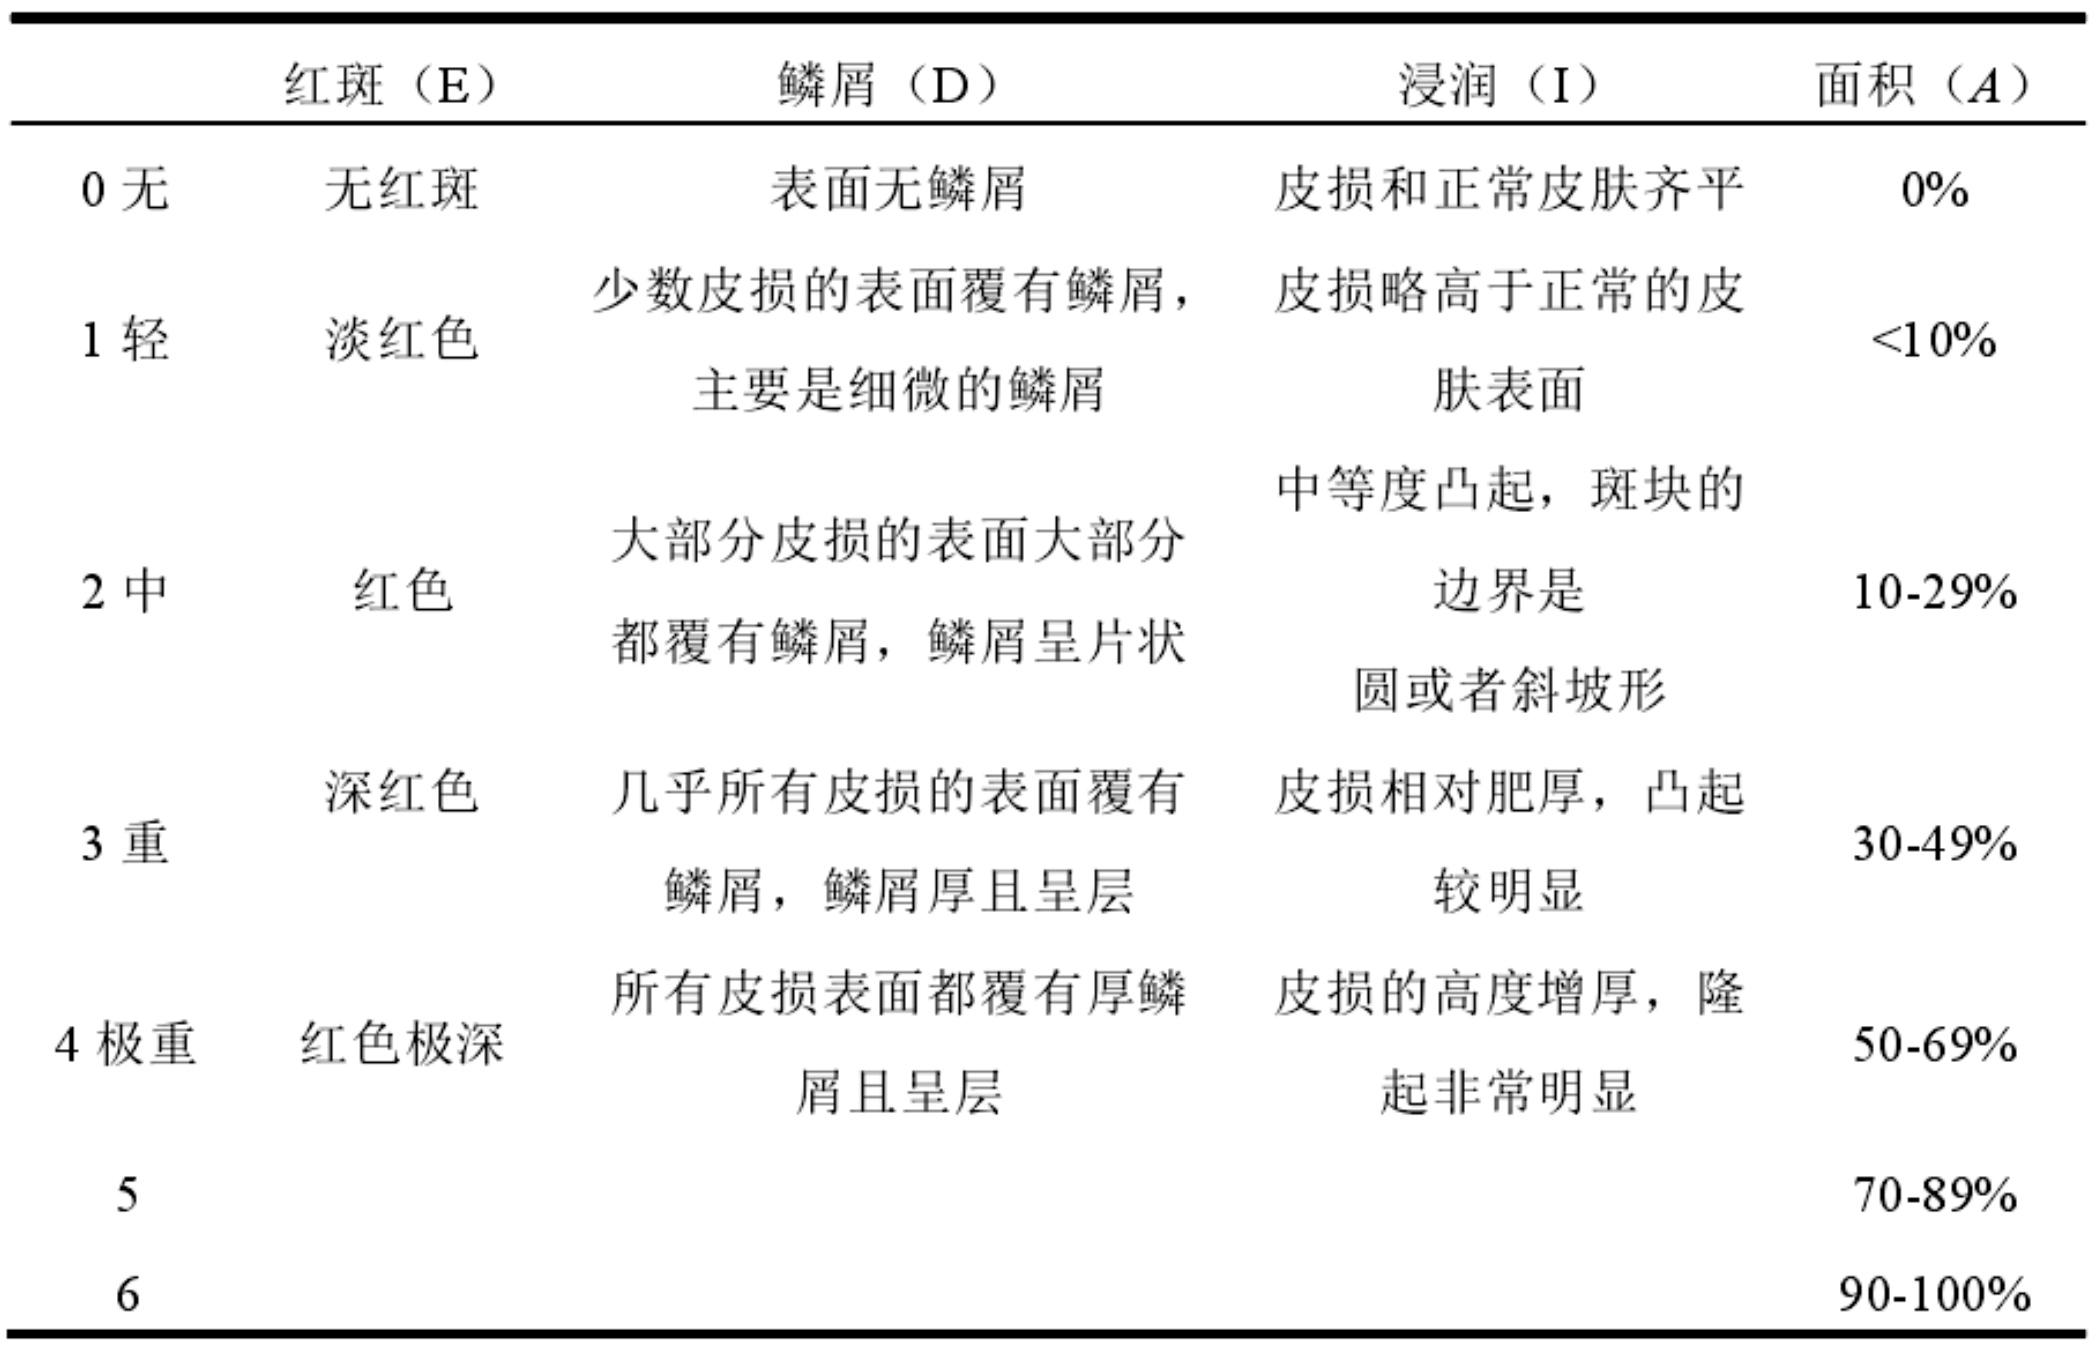 红斑（E） 鳞屑（D） 浸润（I） 面积（A）
0 无 无红斑 表面无鳞屑 皮损和正常皮肤齐平 0%
少数皮损的表面覆有鳞屑， 皮损略高于正常的皮
1 轻 淡红色 <10%
主要是细微的鳞屑 肤表面
中等度凸起，斑块的
大部分皮损的表面大部分
2 中 红色 边界是 10-29%
都覆有鳞屑，鳞屑呈片状
圆或者斜坡形
深红色 几乎所有皮损的表面覆有 皮损相对肥厚，凸起
3 重 30-49%
鳞屑，鳞屑厚且呈层 较明显
所有皮损表面都覆有厚鳞 皮损的高度增厚，隆
4 极重 红色极深 50-69%
屑且呈层 起非常明显
5 70-89%
6 90-100%